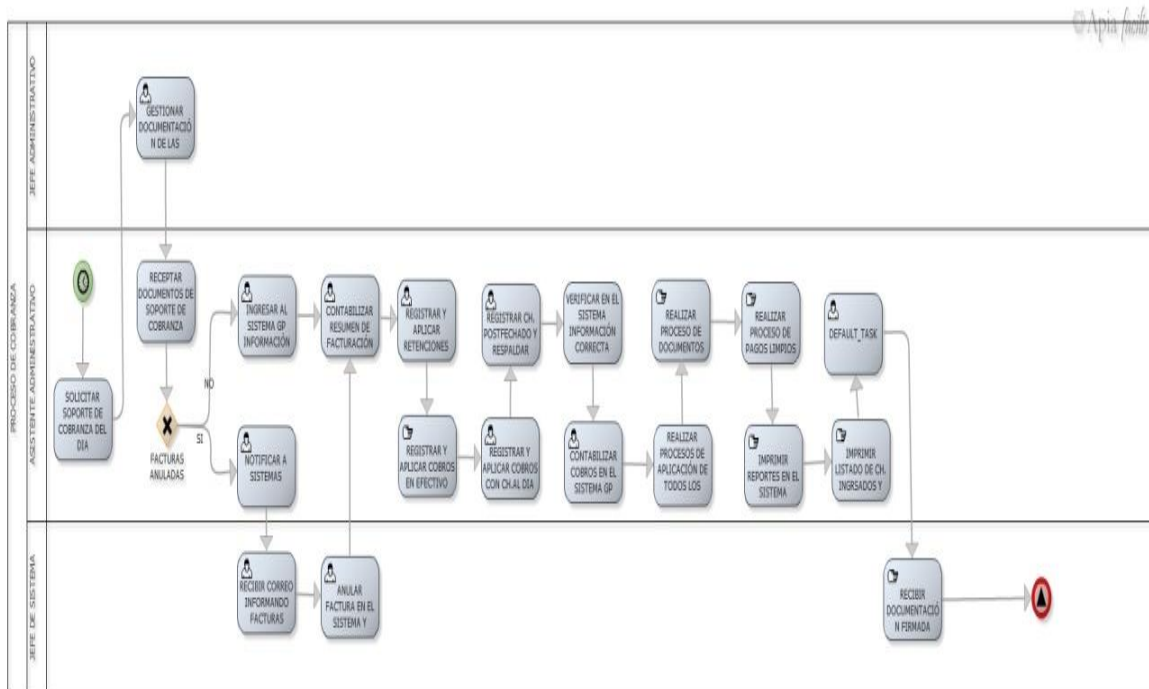 Apia facilis
PROCESO DE COBRANZA
JEFE ADMINISTRATIVO
GESTIONAR
DOCUMENTACIÓ
N DE LAS
ASISTENTE ADMINISTRATIVO
SOLICITAR
SOPORTE DE
COBRANZA DEL
DIA
RECEPTAR
DOCUMENTOS DE
SOPORTE DE
COBRANZA
FACTURAS
ANULADAS
NO
SI
INGRESAR AL
SISTEMA GP
INFORMACIÓN
NOTIFICAR A
SISTEMAS
CONTABILIZAR
RESUMEN DE
FACTURACIÓN
REGISTRAR Y
APLICAR
RETENCIONES
REGISTRAR Y
APLICAR COBROS
EN EFECTIVO
REGISTRAR Y
APLICAR COBROS
CON CH.AL DIA
REGISTRAR CH.
POSTFECHADO Y
RESPALDAR
VERIFICAR EN EL
SISTEMA
INFORMACIÓN
CORRECTA
CONTABILIZAR
COBROS EN EL
SISTEMA GP
REALIZAR
PROCESOS DE
APLICACIÓN DE
TODOS LOS
REALIZAR
PROCESO DE
DOCUMENTOS
REALIZAR
PROCESO DE
PAGOS LIMPIOS
IMPRIMIR
REPORTES EN EL
SISTEMA
IMPRIMIR
LISTADO DE CH.
INGRSADOS Y
DEFAULT_TASK
JEFE DE SISTEMA
RECIBIR CORREO
INFORMANDO
FACTURAS
ANULAR
FACTURA EN EL
SISTEMA Y
RECIBIR
DOCUMENTACIÓ
N FIRMADA